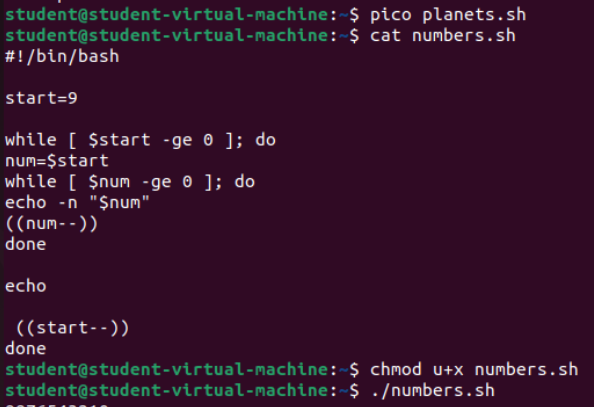 student@student-virtual-machine:~$ pico planets.sh
student@student-virtual-machine:~$ cat numbers.sh
#!/bin/bash
start=9
while [ $start -ge 0 ]; do
num=$start
while [ $num -ge 0 ]; do
echo -n "$num"
((num--))
done
echo
((start--))
done
student@student-virtual-machine:~$ chmod u+x numbers.sh
student@student-virtual-machine:~$ ./numbers.sh